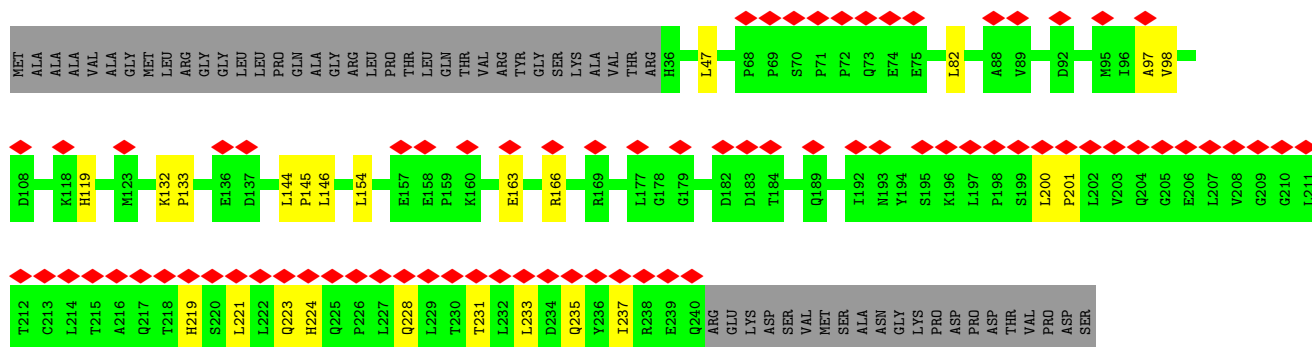 MET ALA ALA ALA VAL ALA GLY MET LEU ARG GLY GLY LEU LEU PRO GLN ALA GLY ARG LEU PRO THR LEU GLN THR VAL ARG TYR GLY SER LYS ALA VAL THR ARG H36 L47 P68 P69 S70 P71 P72 Q73 E74 E75 L82 A88 V89 D92 M95 I96 A97 V98
D108 K118 H119 M123 K132 P133 E136 D137 L144 P145 L146 L154 E157 E158 P159 K160 E163 R166 R169 L177 G178 G179 D182 D183 T184 Q189 I192 N193 Y194 S195 K196 L197 P198 S199 L200 P201 L202 V203 Q204 G205 E206 L207 V208 G209 G210 L211
T212 C213 L214 T215 A216 Q217 T218 H219 S220 L221 L222 Q223 H224 Q225 P226 L227 Q228 L229 T230 T231 L232 L233 D234 Q235 Y236 I237 R238 E239 Q240 ARG GLU LYS ASP SER VAL MET SER ALA ASN GLY LYS PRO ASP PRO ASP THR VAL PRO ASP SER